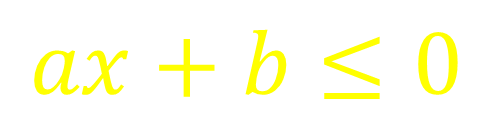 ax + b ≤ 0